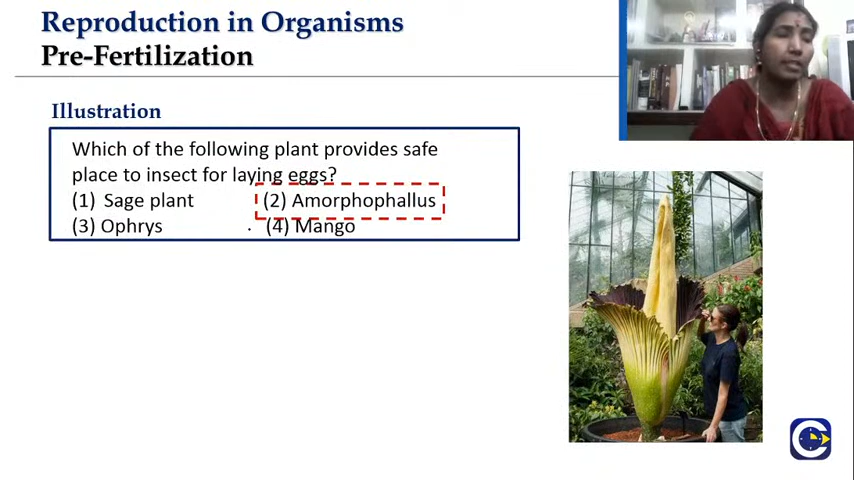 Reproduction in Organisms
Pre-Fertilization
Illustration
Which of the following plant provides safe
place to insect for laying eggs?
(1) Sage plant (2) Amorphophallus
(3) Ophrys (4) Mango